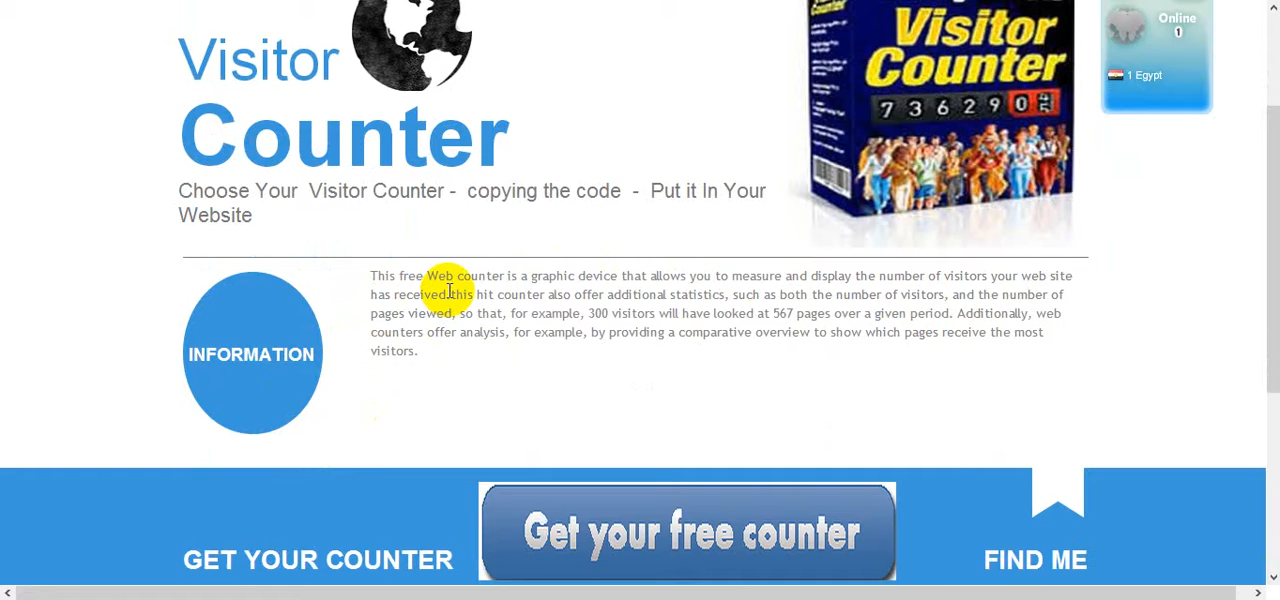 Visitor
Counter
Choose Your Visitor Counter - copying the code - Put it In Your
Website
Visitor
Counter
7 3 6 2 9 0
Online
1
1 Egypt
INFORMATION
This free Web counter is a graphic device that allows you to measure and display the number of visitors your web site
has received.this hit counter also offer additional statistics, such as both the number of visitors, and the number of
pages viewed, so that, for example, 300 visitors will have looked at 567 pages over a given period. Additionally, web
counters offer analysis, for example, by providing a comparative overview to show which pages receive the most
visitors.
GET YOUR COUNTER
Get your free counter
FIND ME